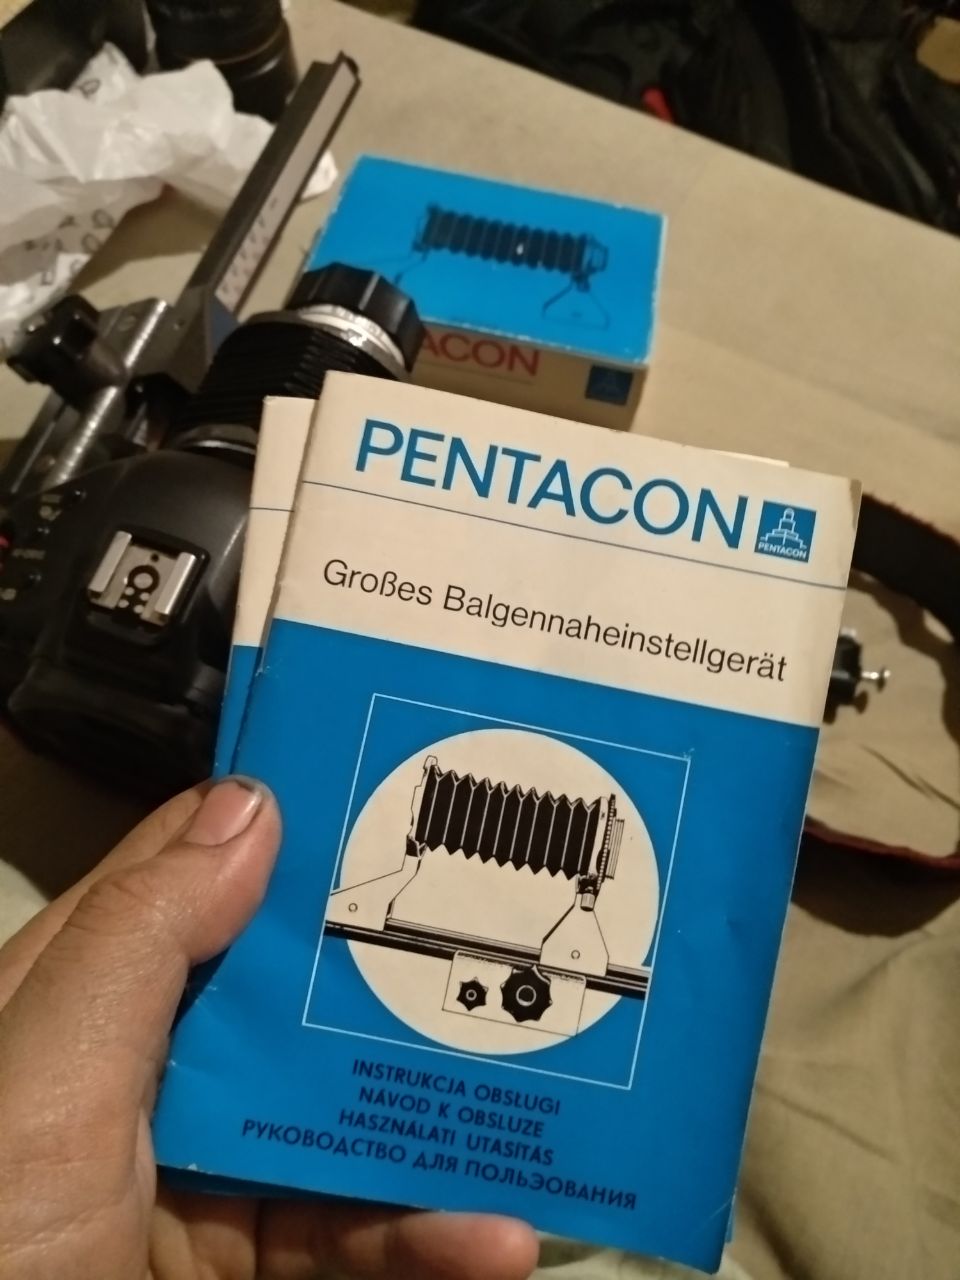 ACON
PENTACON
PENTACON
Großes Balgennaheinstellgerät
INSTRUKCJA OBSŁUGI
NÁVOD K OBSLUZE
HASZNÁLATI UTASÍTÁS
РУКОВОДСТВО ДЛЯ ПОЛЬЗОВАНИЯ